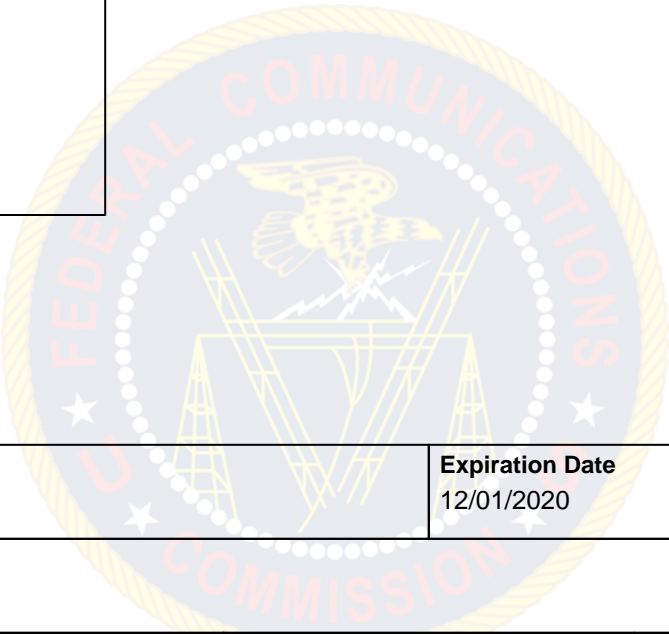 FEDERAL COMMUNICATIONS
COMMISSION
U S
Expiration Date
12/01/2020